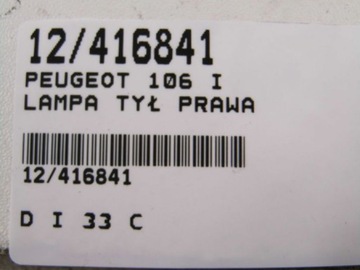 12/416841
PEUGEOT 106 I
LAMPA TYŁ PRAWA
12/416841
D I 33 C